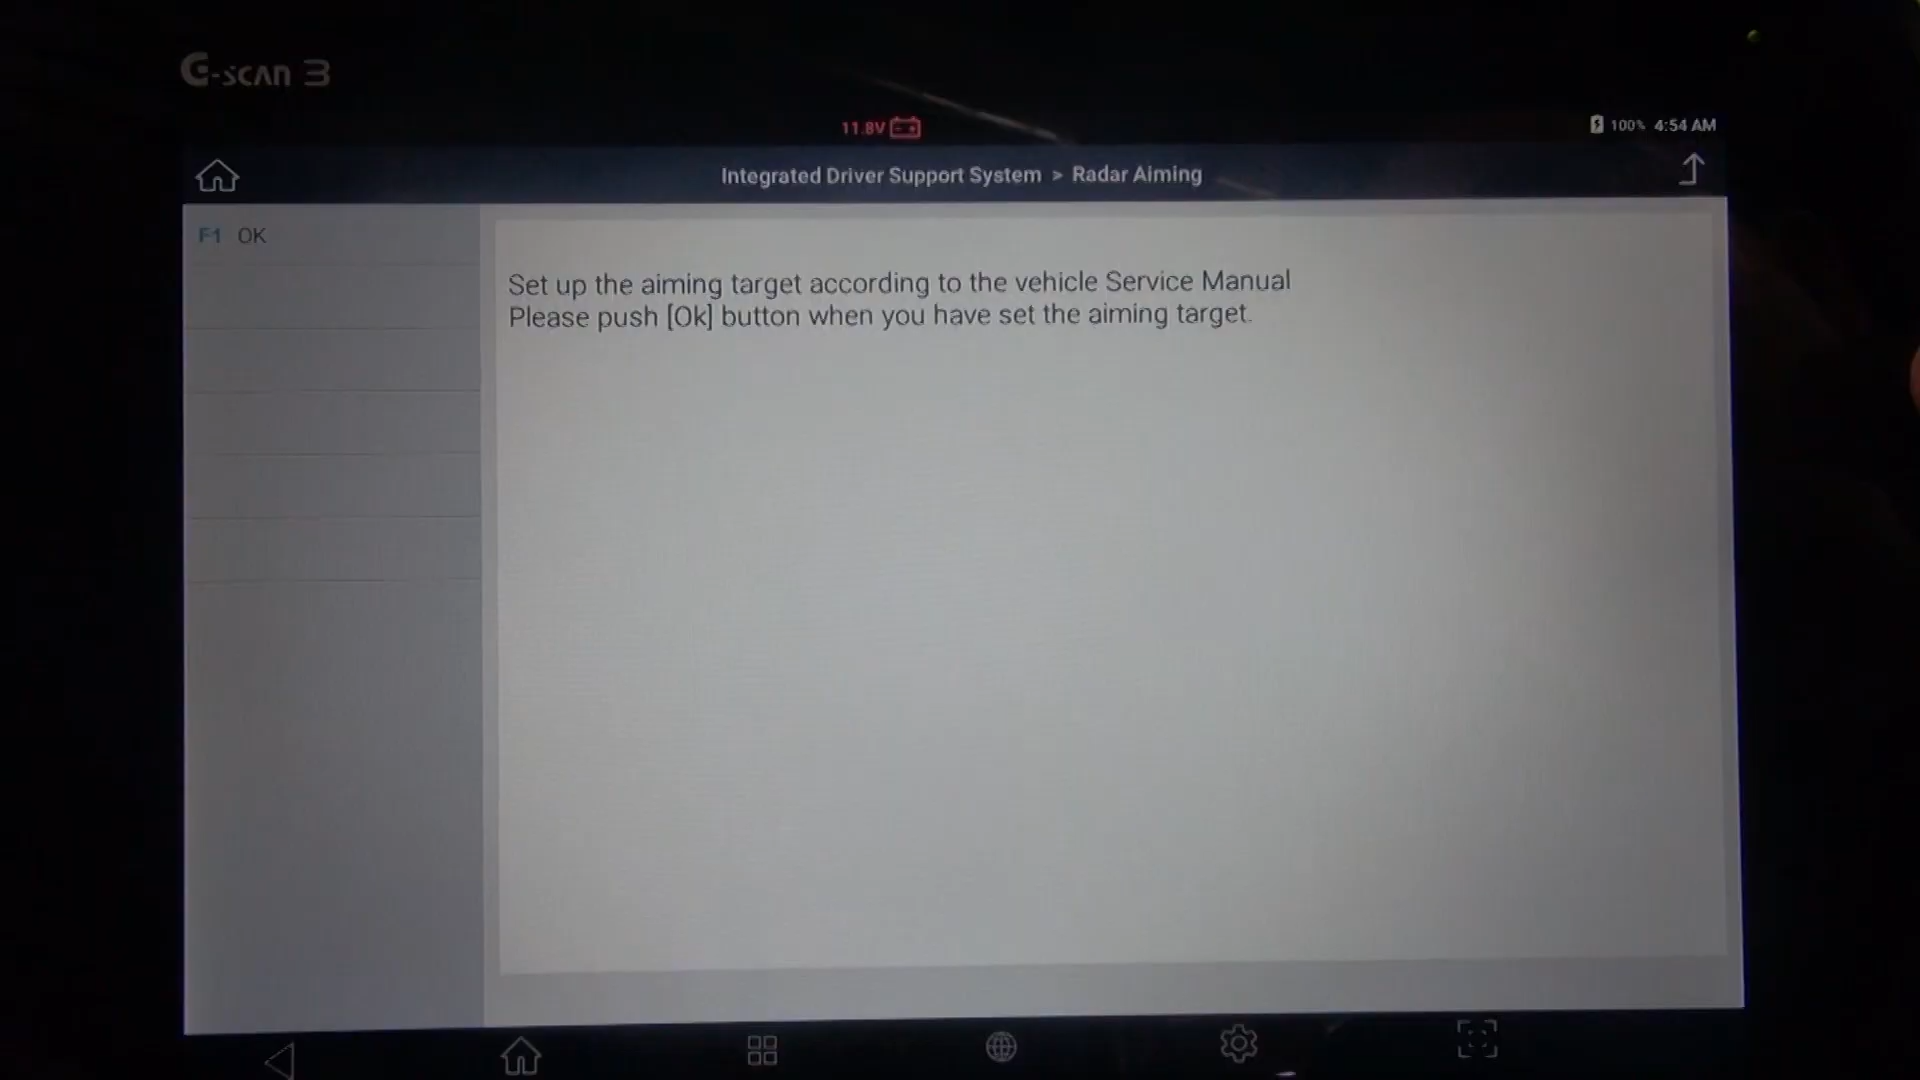 G-scan 3
11.8V
100% 4:54 AM
Integrated Driver Support System > Radar Aiming
F1 OK
Set up the aiming target according to the vehicle Service Manual
Please push [Ok] button when you have set the aiming target.